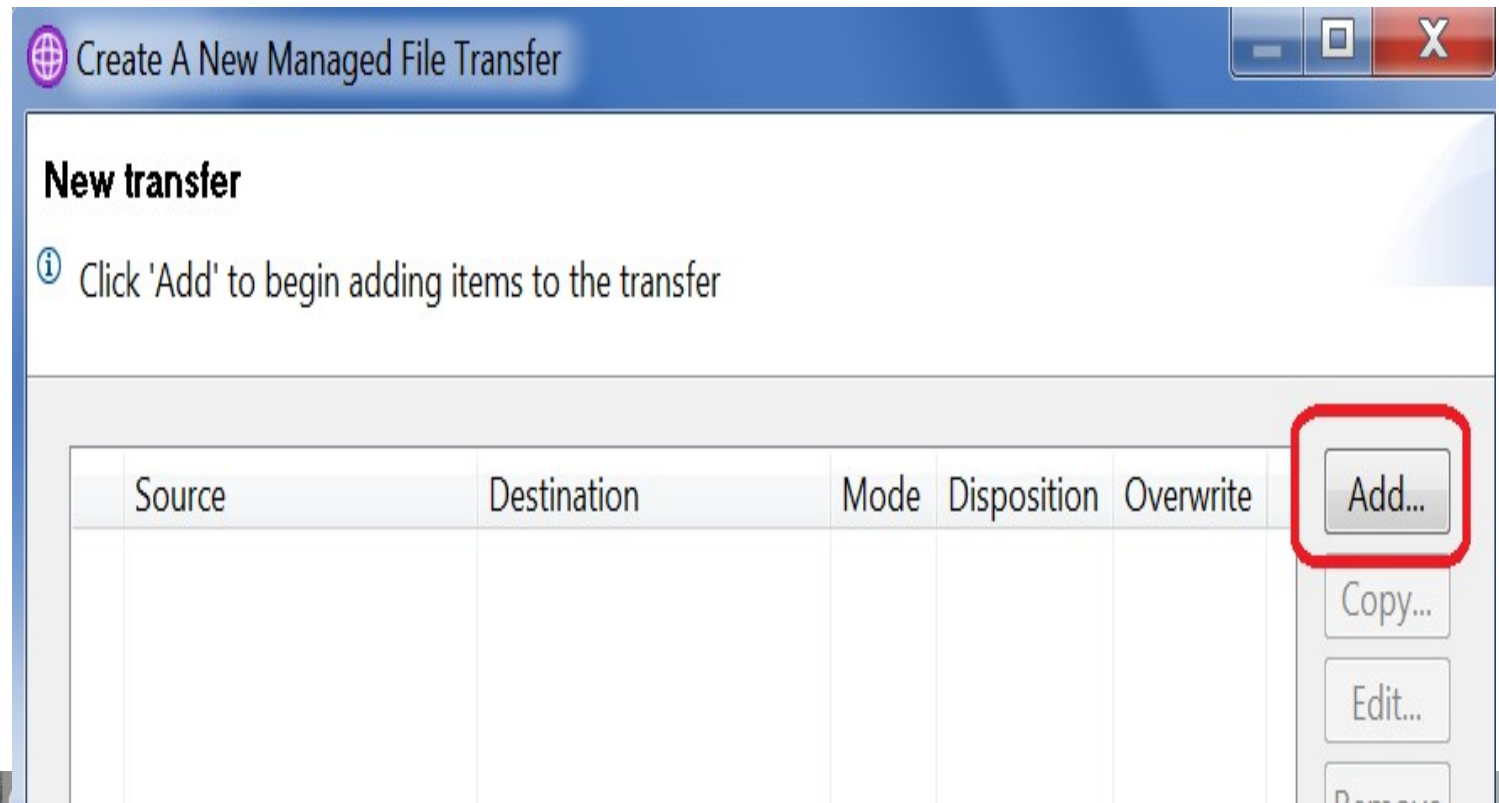 Create A New Managed File Transfer
X
New transfer
Click 'Add' to begin adding items to the transfer
Source Destination Mode Disposition Overwrite Add...
Copy...
Edit...
Remove